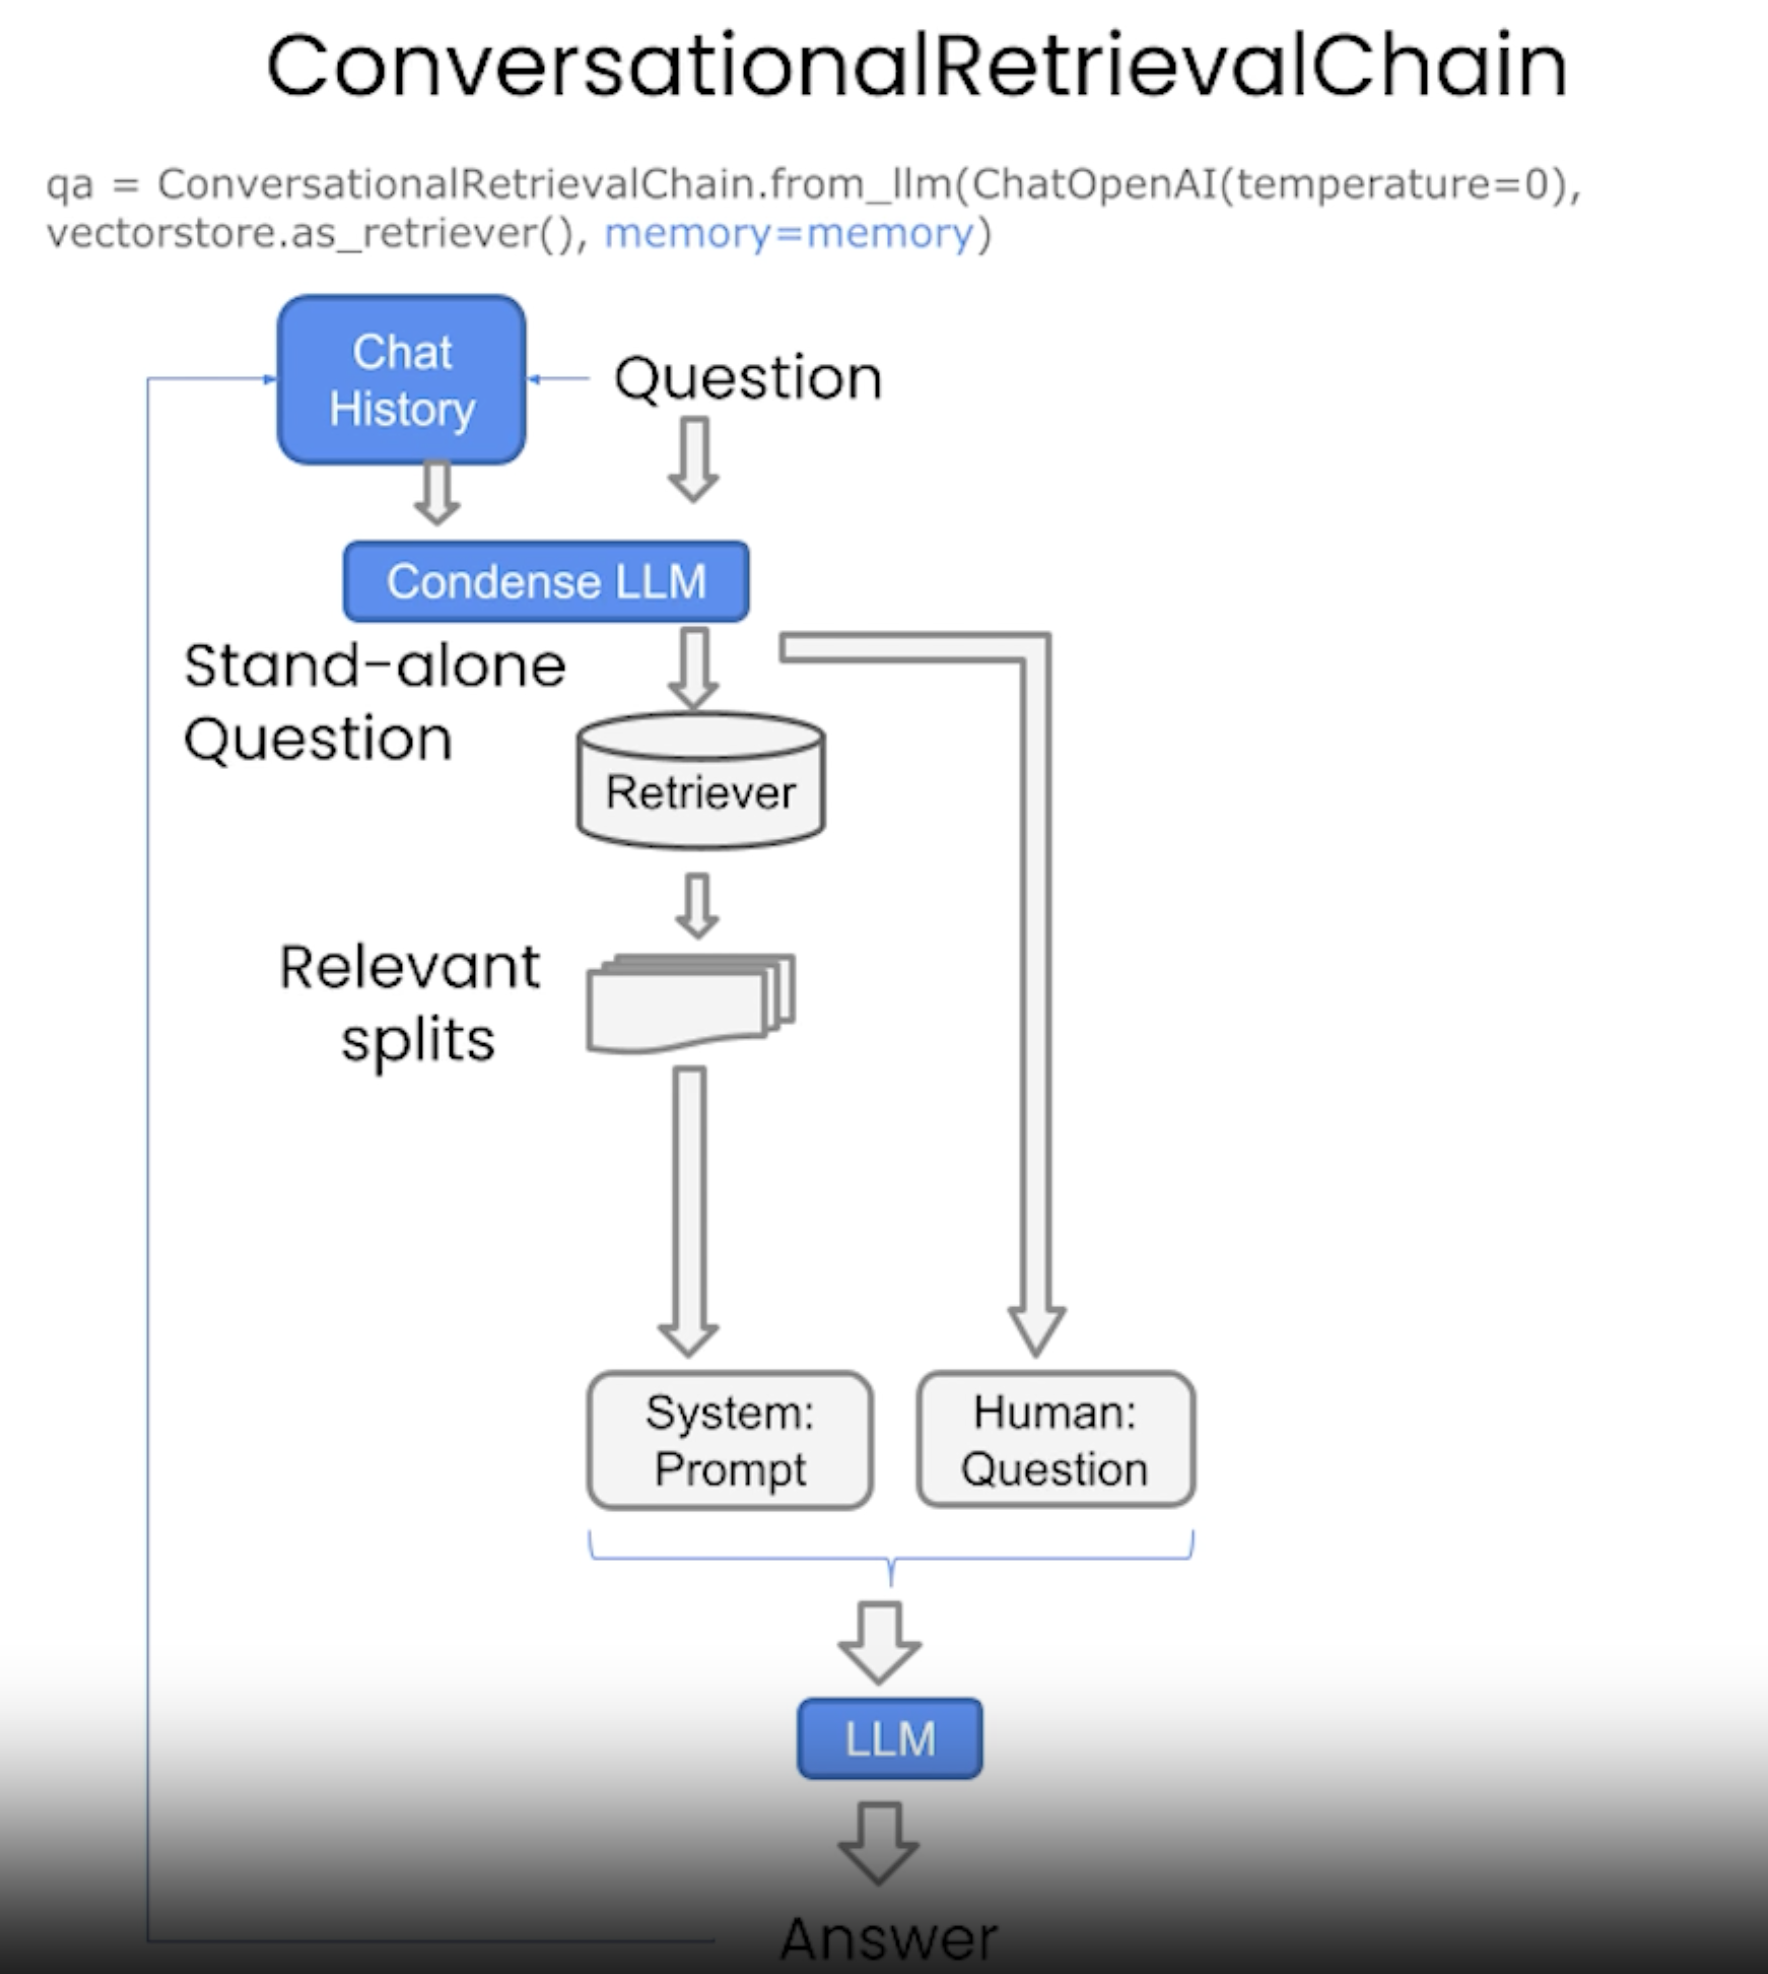 ConversationalRetrievalChain
qa = ConversationalRetrievalChain.from_llm(ChatOpenAI(temperature=0),
vectorstore.as_retriever(), memory=memory)
Chat
History
Question
Condense LLM
Stand-alone
Question
Retriever
Relevant
splits
System:
Prompt
Human:
Question
LLM
Answer